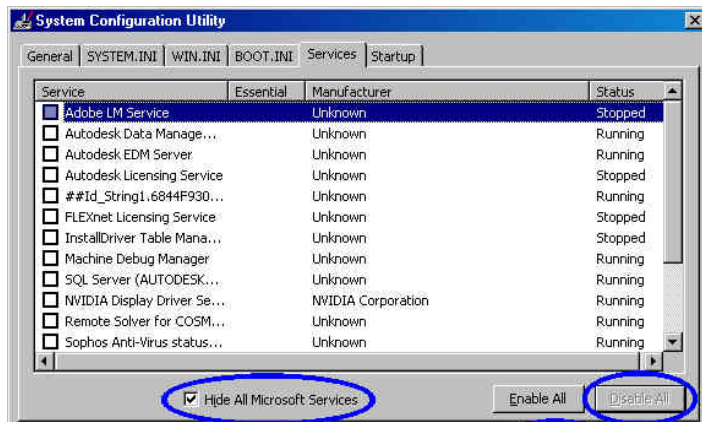 System Configuration Utility
General SYSTEM.INI WIN.INI BOOT.INI Services Startup
Service Essential Manufacturer Status
Adobe LM Service Unknown Stopped
Autodesk Data Manage... Unknown Running
Autodesk EDM Server Unknown Running
Autodesk Licensing Service Unknown Stopped
##Id_String1.6844F930... Unknown Running
FLEXnet Licensing Service Unknown Stopped
InstallDriver Table Mana... Unknown Stopped
Machine Debug Manager Unknown Running
SQL Server (AUTODESK... Unknown Running
NVIDIA Display Driver Se... NVIDIA Corporation Running
Remote Solver for COSM... Unknown Running
Sophos Anti-Virus status... Unknown Running
Hide All Microsoft Services Enable All Disable All